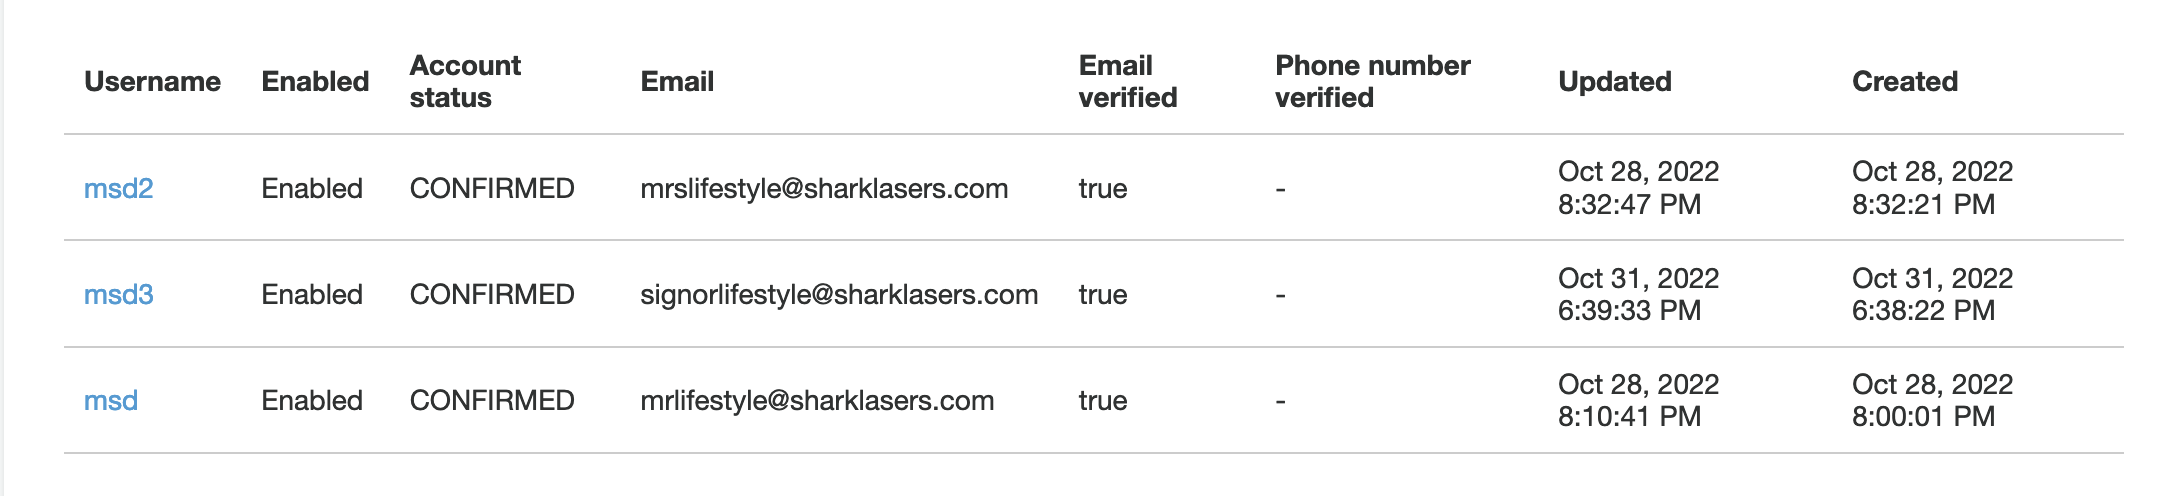 Username Enabled Account status Email Email verified Phone number verified Updated Created
msd2 Enabled CONFIRMED mrslifestyle@sharklasers.com true - Oct 28, 2022 8:32:47 PM Oct 28, 2022 8:32:21 PM
msd3 Enabled CONFIRMED signorlifestyle@sharklasers.com true - Oct 31, 2022 6:39:33 PM Oct 31, 2022 6:38:22 PM
msd Enabled CONFIRMED mrlifestyle@sharklasers.com true - Oct 28, 2022 8:10:41 PM Oct 28, 2022 8:00:01 PM